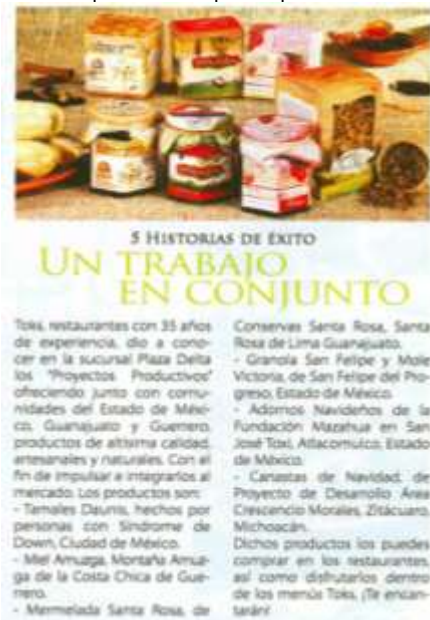 5 HISTORIAS DE ÉXITO
UN TRABAJO
EN CONJUNTO
Toks, restaurantes con 35 años
de experiencia, dio a cono-
cer en la sucursal Plaza Delta
los "Proyectos Productivos"
ofreciendo junto con comu-
nidades del Estado de Méxi-
co, Guanajuato y Guerrero,
productos de altísima calidad,
artesanales y naturales. Con el
fin de impulsar e integrarlos al
mercado. Los productos son:
- Tamales Daunis, hechos por
personas con Síndrome de
Down, Ciudad de México.
- Miel Amuzga, Montaña Amuz-
ga de la Costa Chica de Gue-
rrero.
- Mermelada Santa Rosa, de
Conservas Santa Rosa, Santa
Rosa de Lima Guanajuato.
- Granola San Felipe y Mole
Victoria, de San Felipe del Pro-
greso, Estado de México.
- Adornos Navideños de la
Fundación Mazahua en San
José Toxi, Atlacomulco, Estado
de México.
- Canastas de Navidad, de
Proyecto de Desarrollo Área
Crescencio Morales, Zitácuaro,
Michoacán.
Dichos productos los puedes
comprar en los restaurantes,
así como disfrutarlos dentro
de los menús Toks. ¡Te encan-
tarán!